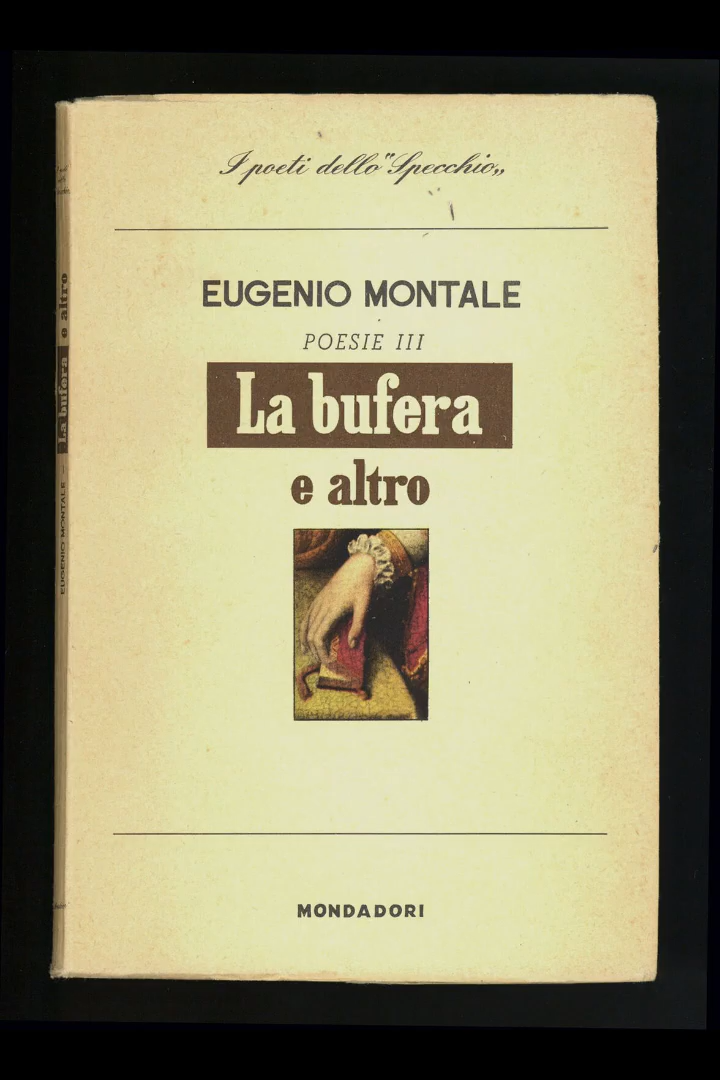 I poeti dello "Specchio„
EUGENIO MONTALE
POESIE III
La bufera
e altro
MONDADORI
EUGENIO MONTALE – La bufera e altro